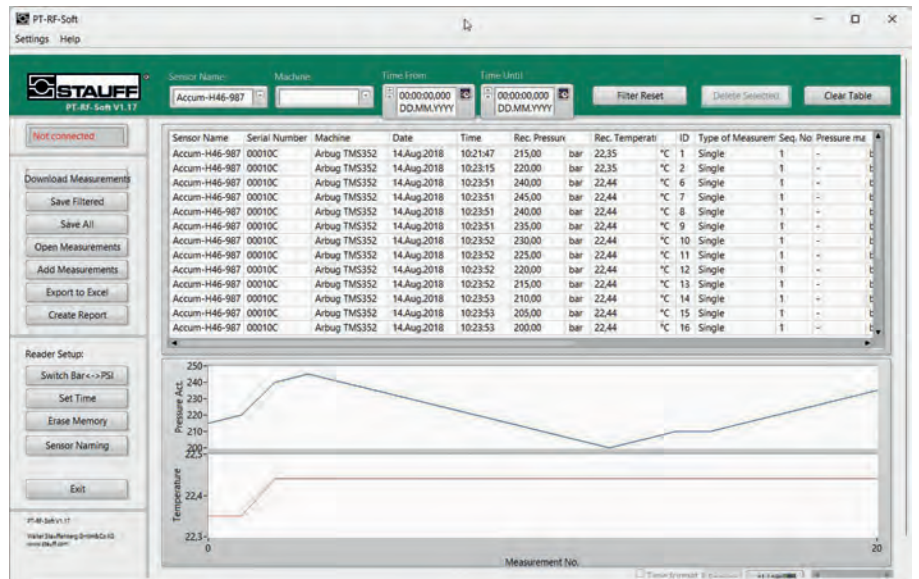 PT-RF-Soft
Settings Help
STAUFF
PT-RF-Soft V1.17
Sensor Name: Machine: Time From Time Until
Accum-H46-987 00:00:00,000 DD.MM.YYYY 00:00:00,000 DD.MM.YYYY Filter Reset Delete Selected Clear Table
Not connected
Download Measurements
Save Filtered
Save All
Open Measurements
Add Measurements
Export to Excel
Create Report
Reader Setup:
Switch Bar<->PSI
Set Time
Erase Memory
Sensor Naming
Exit
PT-RF-Soft V1.17
www.stauff.com
Sensor Name Serial Number Machine Date Time Rec. Pressure Rec. Temperati ID Type of Measurem Seq. No Pressure ma
Accum-H46-987 00010C Arbug TMS352 14.Aug.2018 10:21:47 215,00 bar 22,35 °C 1 Single 1 - b
Accum-H46-987 00010C Arbug TMS352 14.Aug.2018 10:23:15 220,00 bar 22,35 °C 2 Single 1 - b
Accum-H46-987 00010C Arbug TMS352 14.Aug.2018 10:23:51 240,00 bar 22,44 °C 6 Single 1 - b
Accum-H46-987 00010C Arbug TMS352 14.Aug.2018 10:23:51 245,00 bar 22,44 °C 7 Single 1 - b
Accum-H46-987 00010C Arbug TMS352 14.Aug.2018 10:23:51 240,00 bar 22,44 °C 8 Single 1 - b
Accum-H46-987 00010C Arbug TMS352 14.Aug.2018 10:23:51 235,00 bar 22,44 °C 9 Single 1 - b
Accum-H46-987 00010C Arbug TMS352 14.Aug.2018 10:23:52 230,00 bar 22,44 °C 10 Single 1 - b
Accum-H46-987 00010C Arbug TMS352 14.Aug.2018 10:23:52 225,00 bar 22,44 °C 11 Single 1 - b
Accum-H46-987 00010C Arbug TMS352 14.Aug.2018 10:23:52 220,00 bar 22,44 °C 12 Single 1 - b
Accum-H46-987 00010C Arbug TMS352 14.Aug.2018 10:23:52 215,00 bar 22,44 °C 13 Single 1 - b
Accum-H46-987 00010C Arbug TMS352 14.Aug.2018 10:23:53 210,00 bar 22,44 °C 14 Single 1 - b
Accum-H46-987 00010C Arbug TMS352 14.Aug.2018 10:23:53 205,00 bar 22,44 °C 15 Single 1 - b
Accum-H46-987 00010C Arbug TMS352 14.Aug.2018 10:23:53 200,00 bar 22,44 °C 16 Single 1 - b
Pressure Act.
250
240
230
220
210
200
Temperature
22,5
22,4
22,3
0 20
Measurement No.